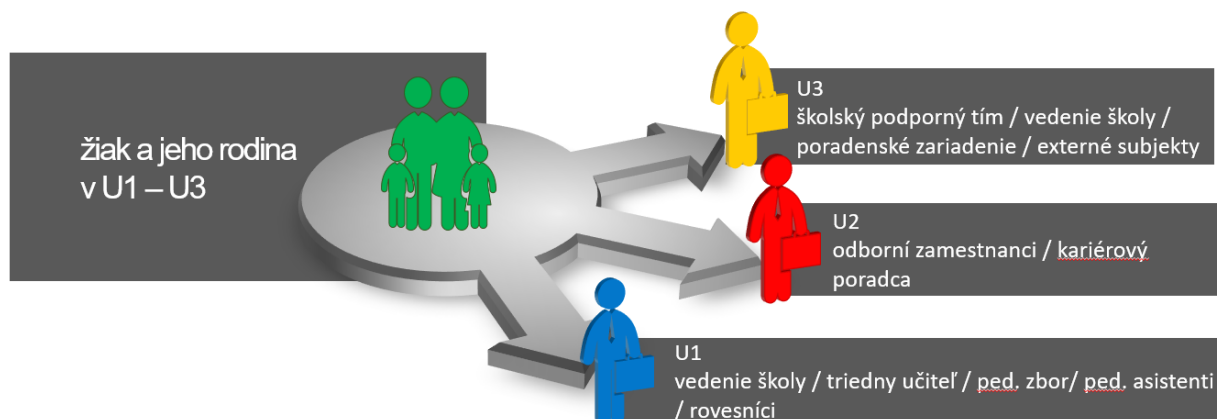 žiak a jeho rodina
v U1 – U3
U3
školský podporný tím / vedenie školy /
poradenské zariadenie / externé subjekty
U2
odborní zamestnanci / kariérový
poradca
U1
vedenie školy / triedny učiteľ / ped. zbor/ ped. asistenti
/ rovesníci